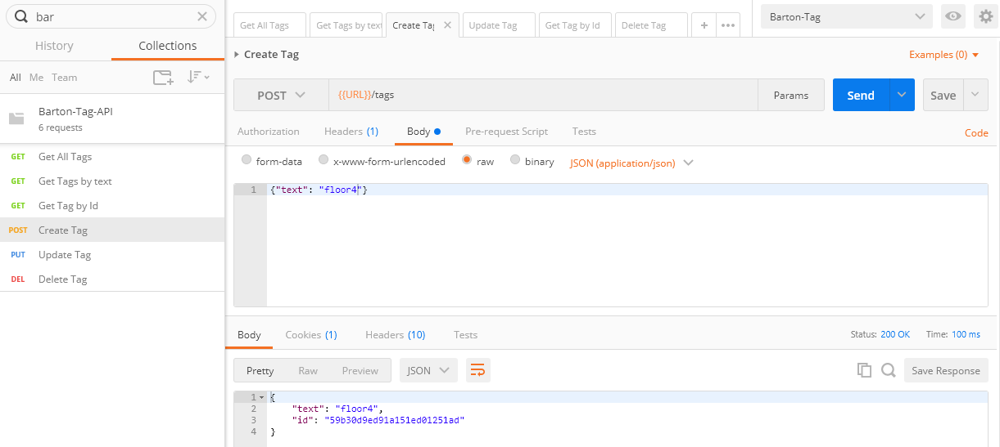 bar
History Collections
All Me Team
Barton-Tag-API
6 requests
GET Get All Tags
GET Get Tags by text
GET Get Tag by Id
POST Create Tag
PUT Update Tag
DEL Delete Tag
Get All Tags Get Tags by text Create Tag Update Tag Get Tag by Id Delete Tag + •••
Barton-Tag
Create Tag Examples (0)
POST {{URL}}/tags Params Send Save
Authorization Headers (1) Body Pre-request Script Tests Code
form-data x-www-form-urlencoded raw binary JSON (application/json)
1 {"text": "floor4"}
Body Cookies (1) Headers (10) Tests Status: 200 OK Time: 100 ms
Pretty Raw Preview JSON Save Response
1 {
2 "text": "floor4",
3 "id": "59b30d9ed91a151ed01251ad"
4 }